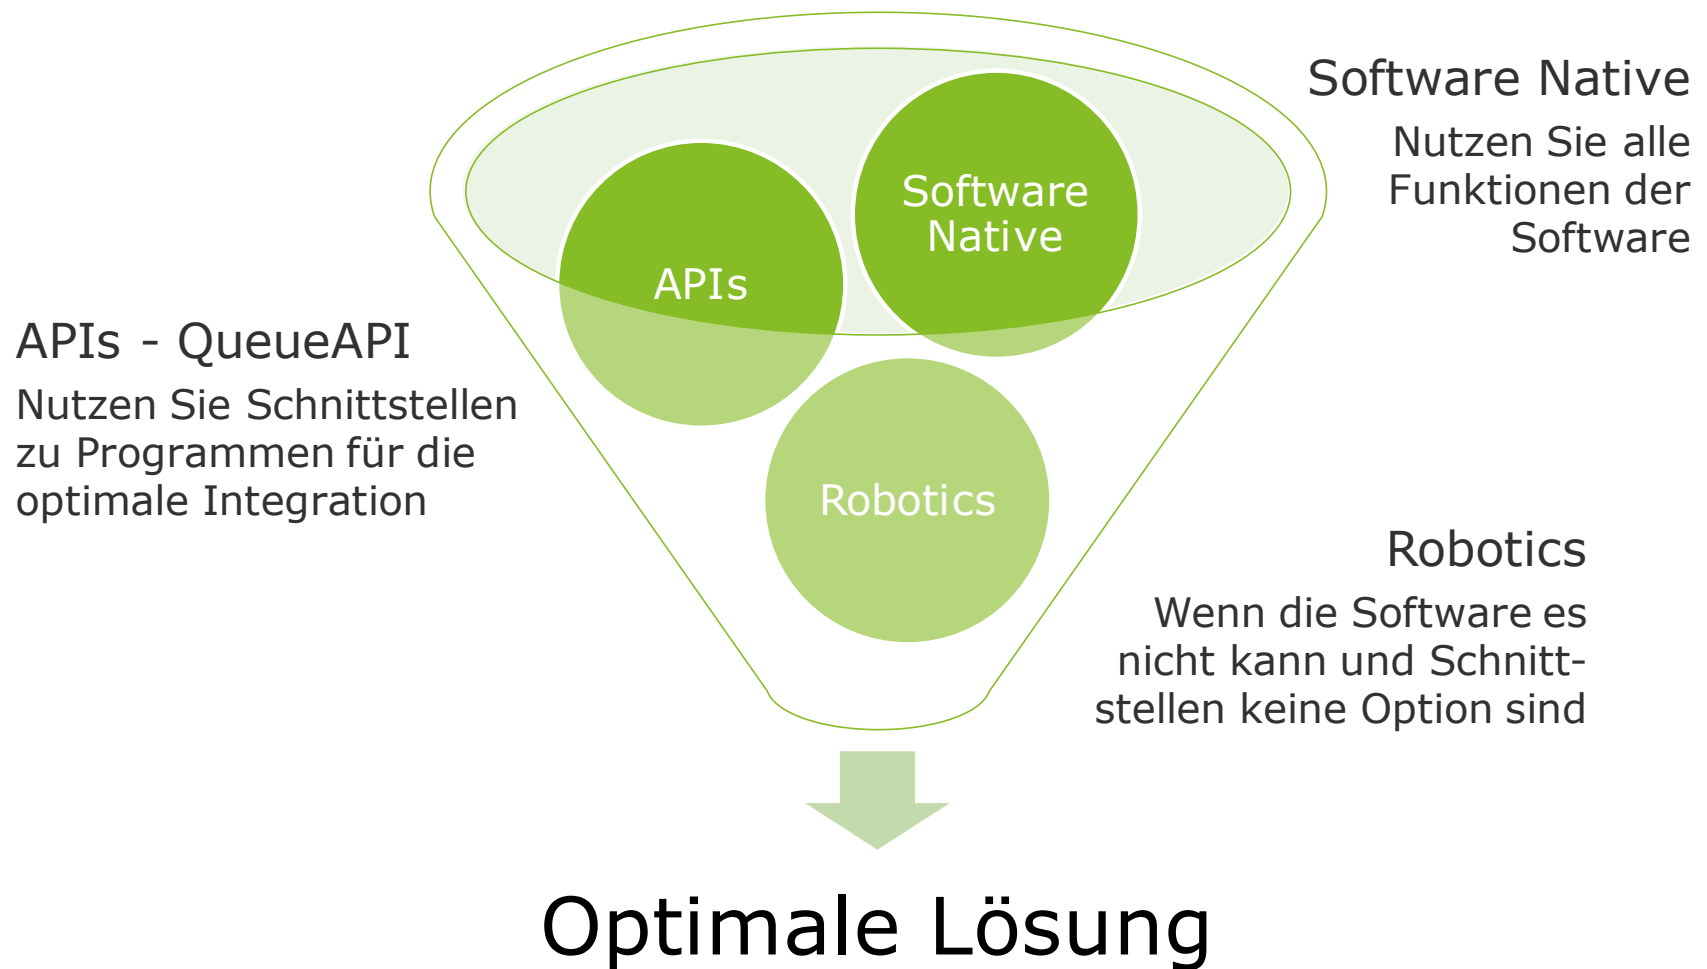 Software Native
Nutzen Sie alle
Funktionen der
Software
Software
Native
APIs
APIs - QueueAPI
Nutzen Sie Schnittstellen
zu Programmen für die
optimale Integration
Robotics
Robotics
Wenn die Software es
nicht kann und Schnitt-
stellen keine Option sind
Optimale Lösung